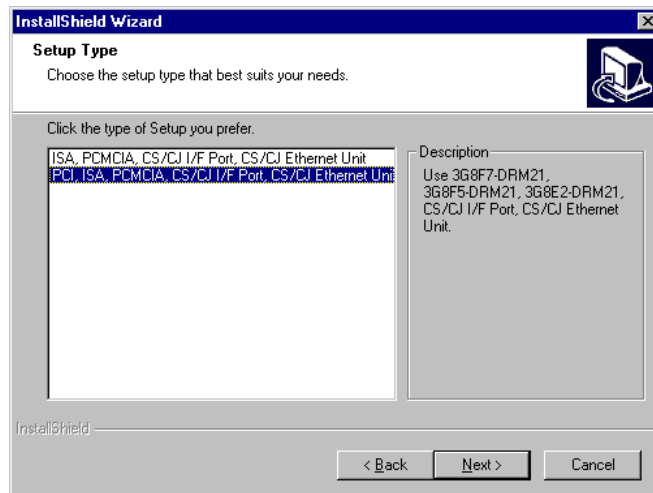 InstallShield Wizard
Setup Type
Choose the setup type that best suits your needs.
Click the type of Setup you prefer.
ISA, PCMCIA, CS/CJ I/F Port, CS/CJ Ethernet Unit
PCI, ISA, PCMCIA, CS/CJ I/F Port, CS/CJ Ethernet Uni
Description
Use 3G8F7-DRM21,
3G8F5-DRM21, 3G8E2-DRM21,
CS/CJ I/F Port, CS/CJ Ethernet
Unit.
InstallShield
< Back
Next >
Cancel